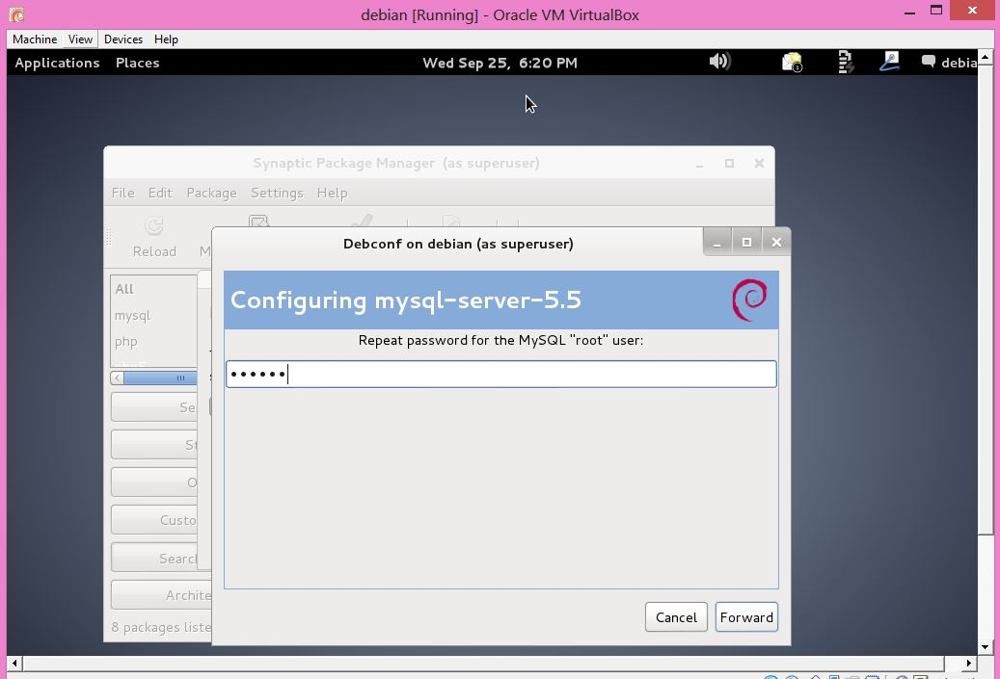 debian [Running] - Oracle VM VirtualBox
Machine View Devices Help
Applications Places Wed Sep 25, 6:20 PM debia
Synaptic Package Manager (as superuser)
File Edit Package Settings Help
Reload M
Debconf on debian (as superuser)
Configuring mysql-server-5.5
Repeat password for the MySQL "root" user:
All
mysql
php
Se
St
O
Custo
Searc
Archite
8 packages liste
Cancel Forward